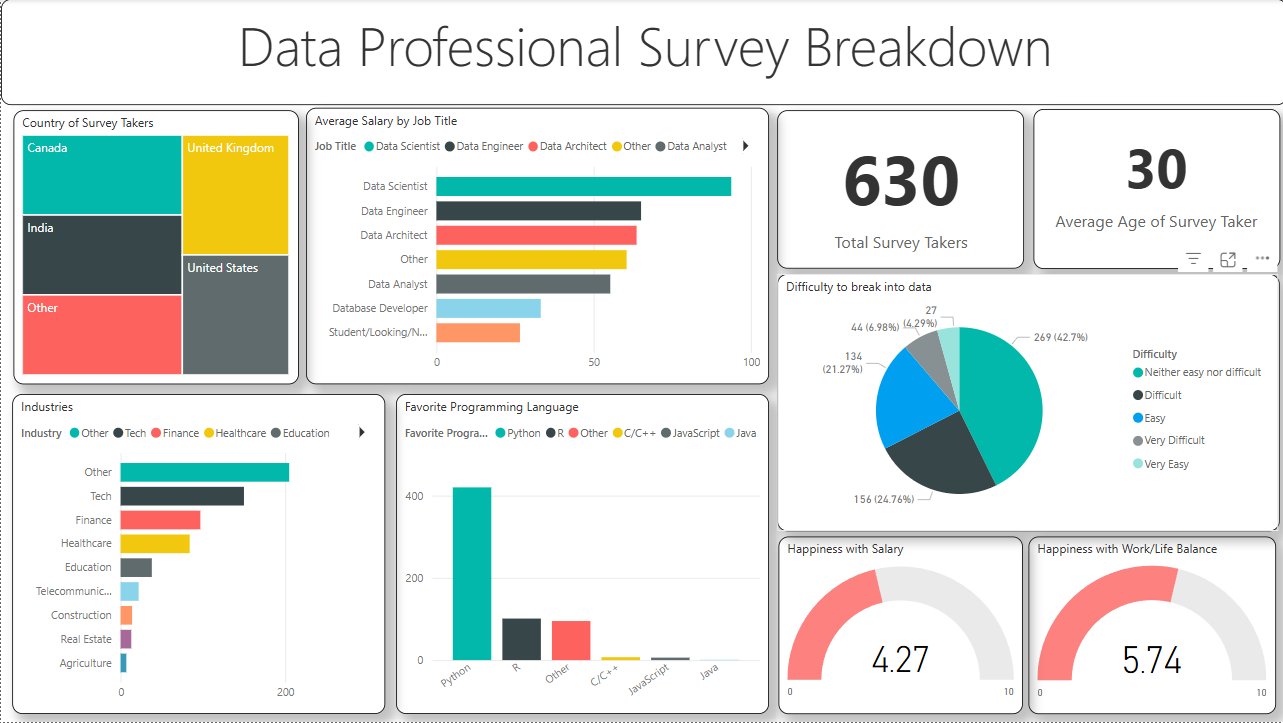 Data Professional Survey Breakdown
Country of Survey Takers
Canada
United Kingdom
India
United States
Other
Average Salary by Job Title
Job Title Data Scientist Data Engineer Data Architect Other Data Analyst
Data Scientist
Data Engineer
Data Architect
Other
Data Analyst
Database Developer
Student/Looking/N...
0 50 100
630
Total Survey Takers
30
Average Age of Survey Taker
Difficulty to break into data
27
(4.29%)
44 (6.98%)
134
(21.27%)
269 (42.7%)
156 (24.76%)
Difficulty
Neither easy nor difficult
Difficult
Easy
Very Difficult
Very Easy
Industries
Industry Other Tech Finance Healthcare Education
Other
Tech
Finance
Healthcare
Education
Telecommunic...
Construction
Real Estate
Agriculture
0 200
Favorite Programming Language
Favorite Progra... Python R Other C/C++ JavaScript Java
400
200
0
Python R Other C/C++ JavaScript Java
Happiness with Salary
4.27
0 10
Happiness with Work/Life Balance
5.74
0 10